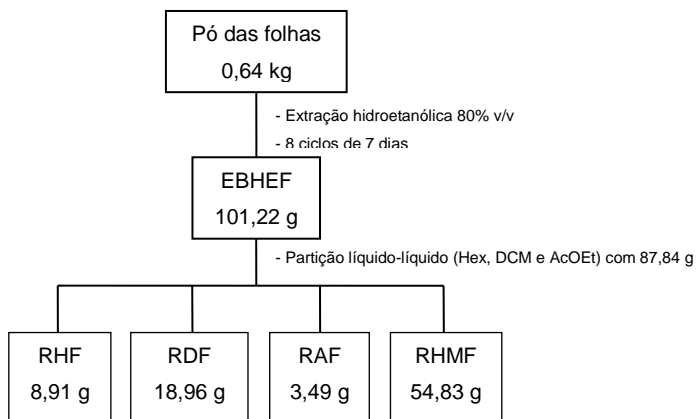 Pó das folhas
0,64 kg
- Extração hidroetanólica 80% v/v
- 8 ciclos de 7 dias
EBHEF
101,22 g
- Partição líquido-líquido (Hex, DCM e AcOEt) com 87,84 g
RHF
8,91 g
RDF
18,96 g
RAF
3,49 g
RHMF
54,83 g